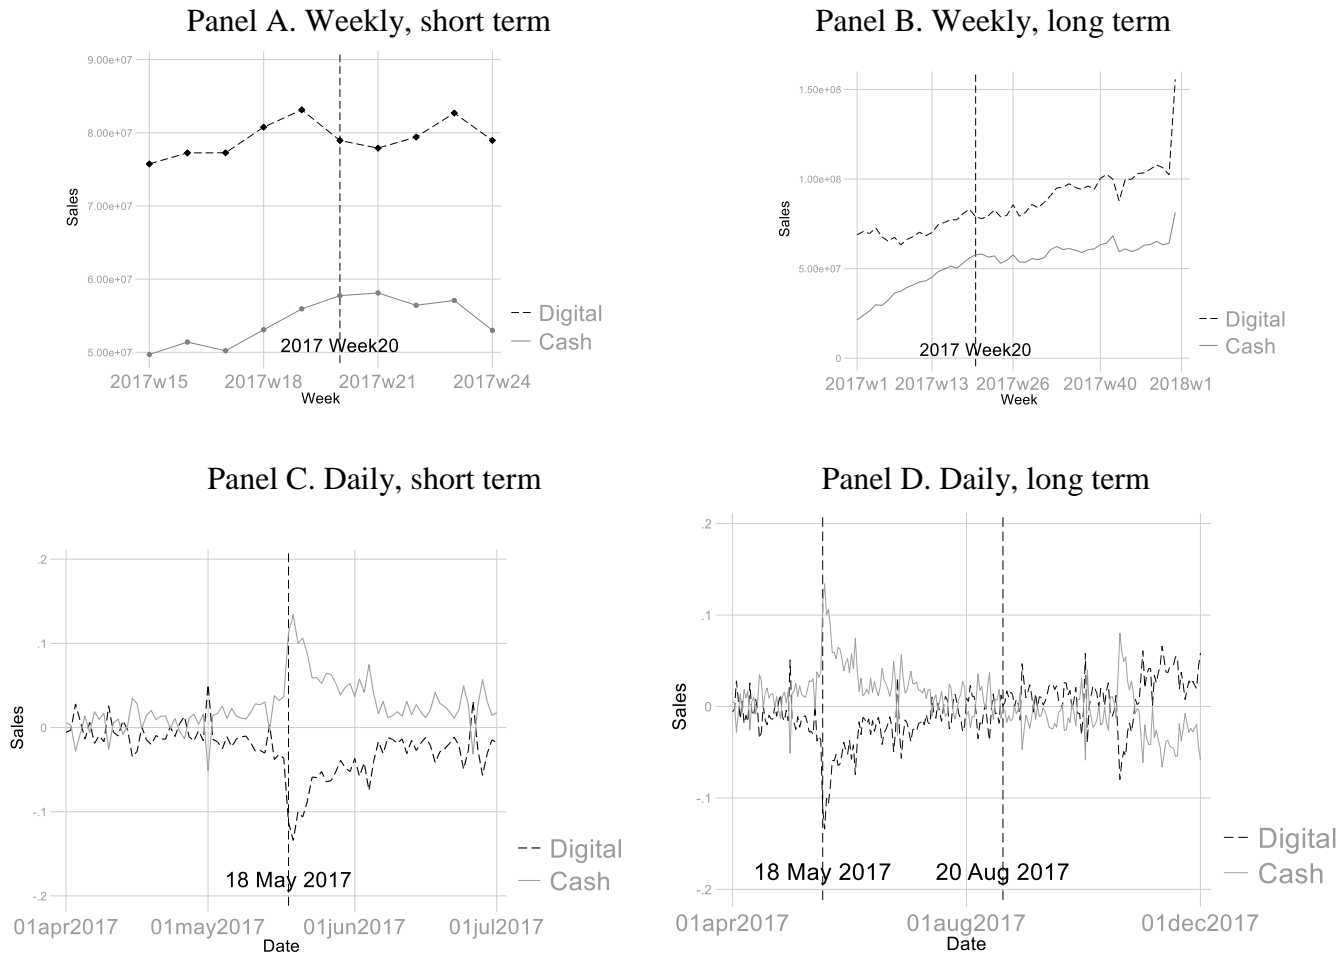 Panel A. Weekly, short term
9.00e+07
8.00e+07
7.00e+07
6.00e+07
5.00e+07
Sales
2017 Week20
2017w15 2017w18 2017w21 2017w24
Week
Digital
Cash
Panel B. Weekly, long term
1.50e+08
1.00e+08
5.00e+07
0
Sales
2017 Week20
2017w1 2017w13 2017w26 2017w40 2018w1
Week
Digital
Cash
Panel C. Daily, short term
.2
.1
0
-.1
-.2
Sales
18 May 2017
01apr2017 01may2017 01jun2017 01jul2017
Date
Digital
Cash
Panel D. Daily, long term
.2
.1
0
-.1
-.2
Sales
18 May 2017 20 Aug 2017
01apr2017 01aug2017 01dec2017
Date
Digital
Cash